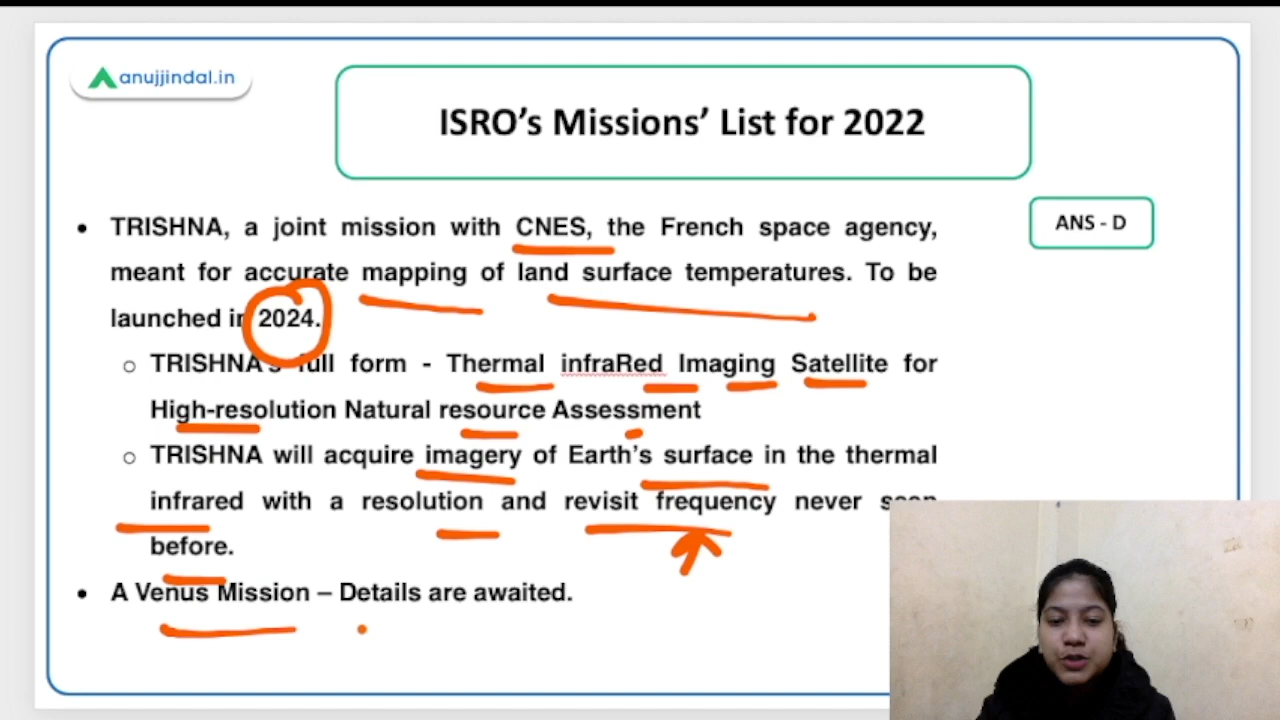 anujjindal.in
ISRO's Missions' List for 2022
ANS - D
• TRISHNA, a joint mission with CNES, the French space agency,
meant for accurate mapping of land surface temperatures. To be
launched in 2024.
○ TRISHNA's full form - Thermal infraRed Imaging Satellite for
High-resolution Natural resource Assessment
○ TRISHNA will acquire imagery of Earth's surface in the thermal
infrared with a resolution and revisit frequency never seen
before.
• A Venus Mission – Details are awaited.